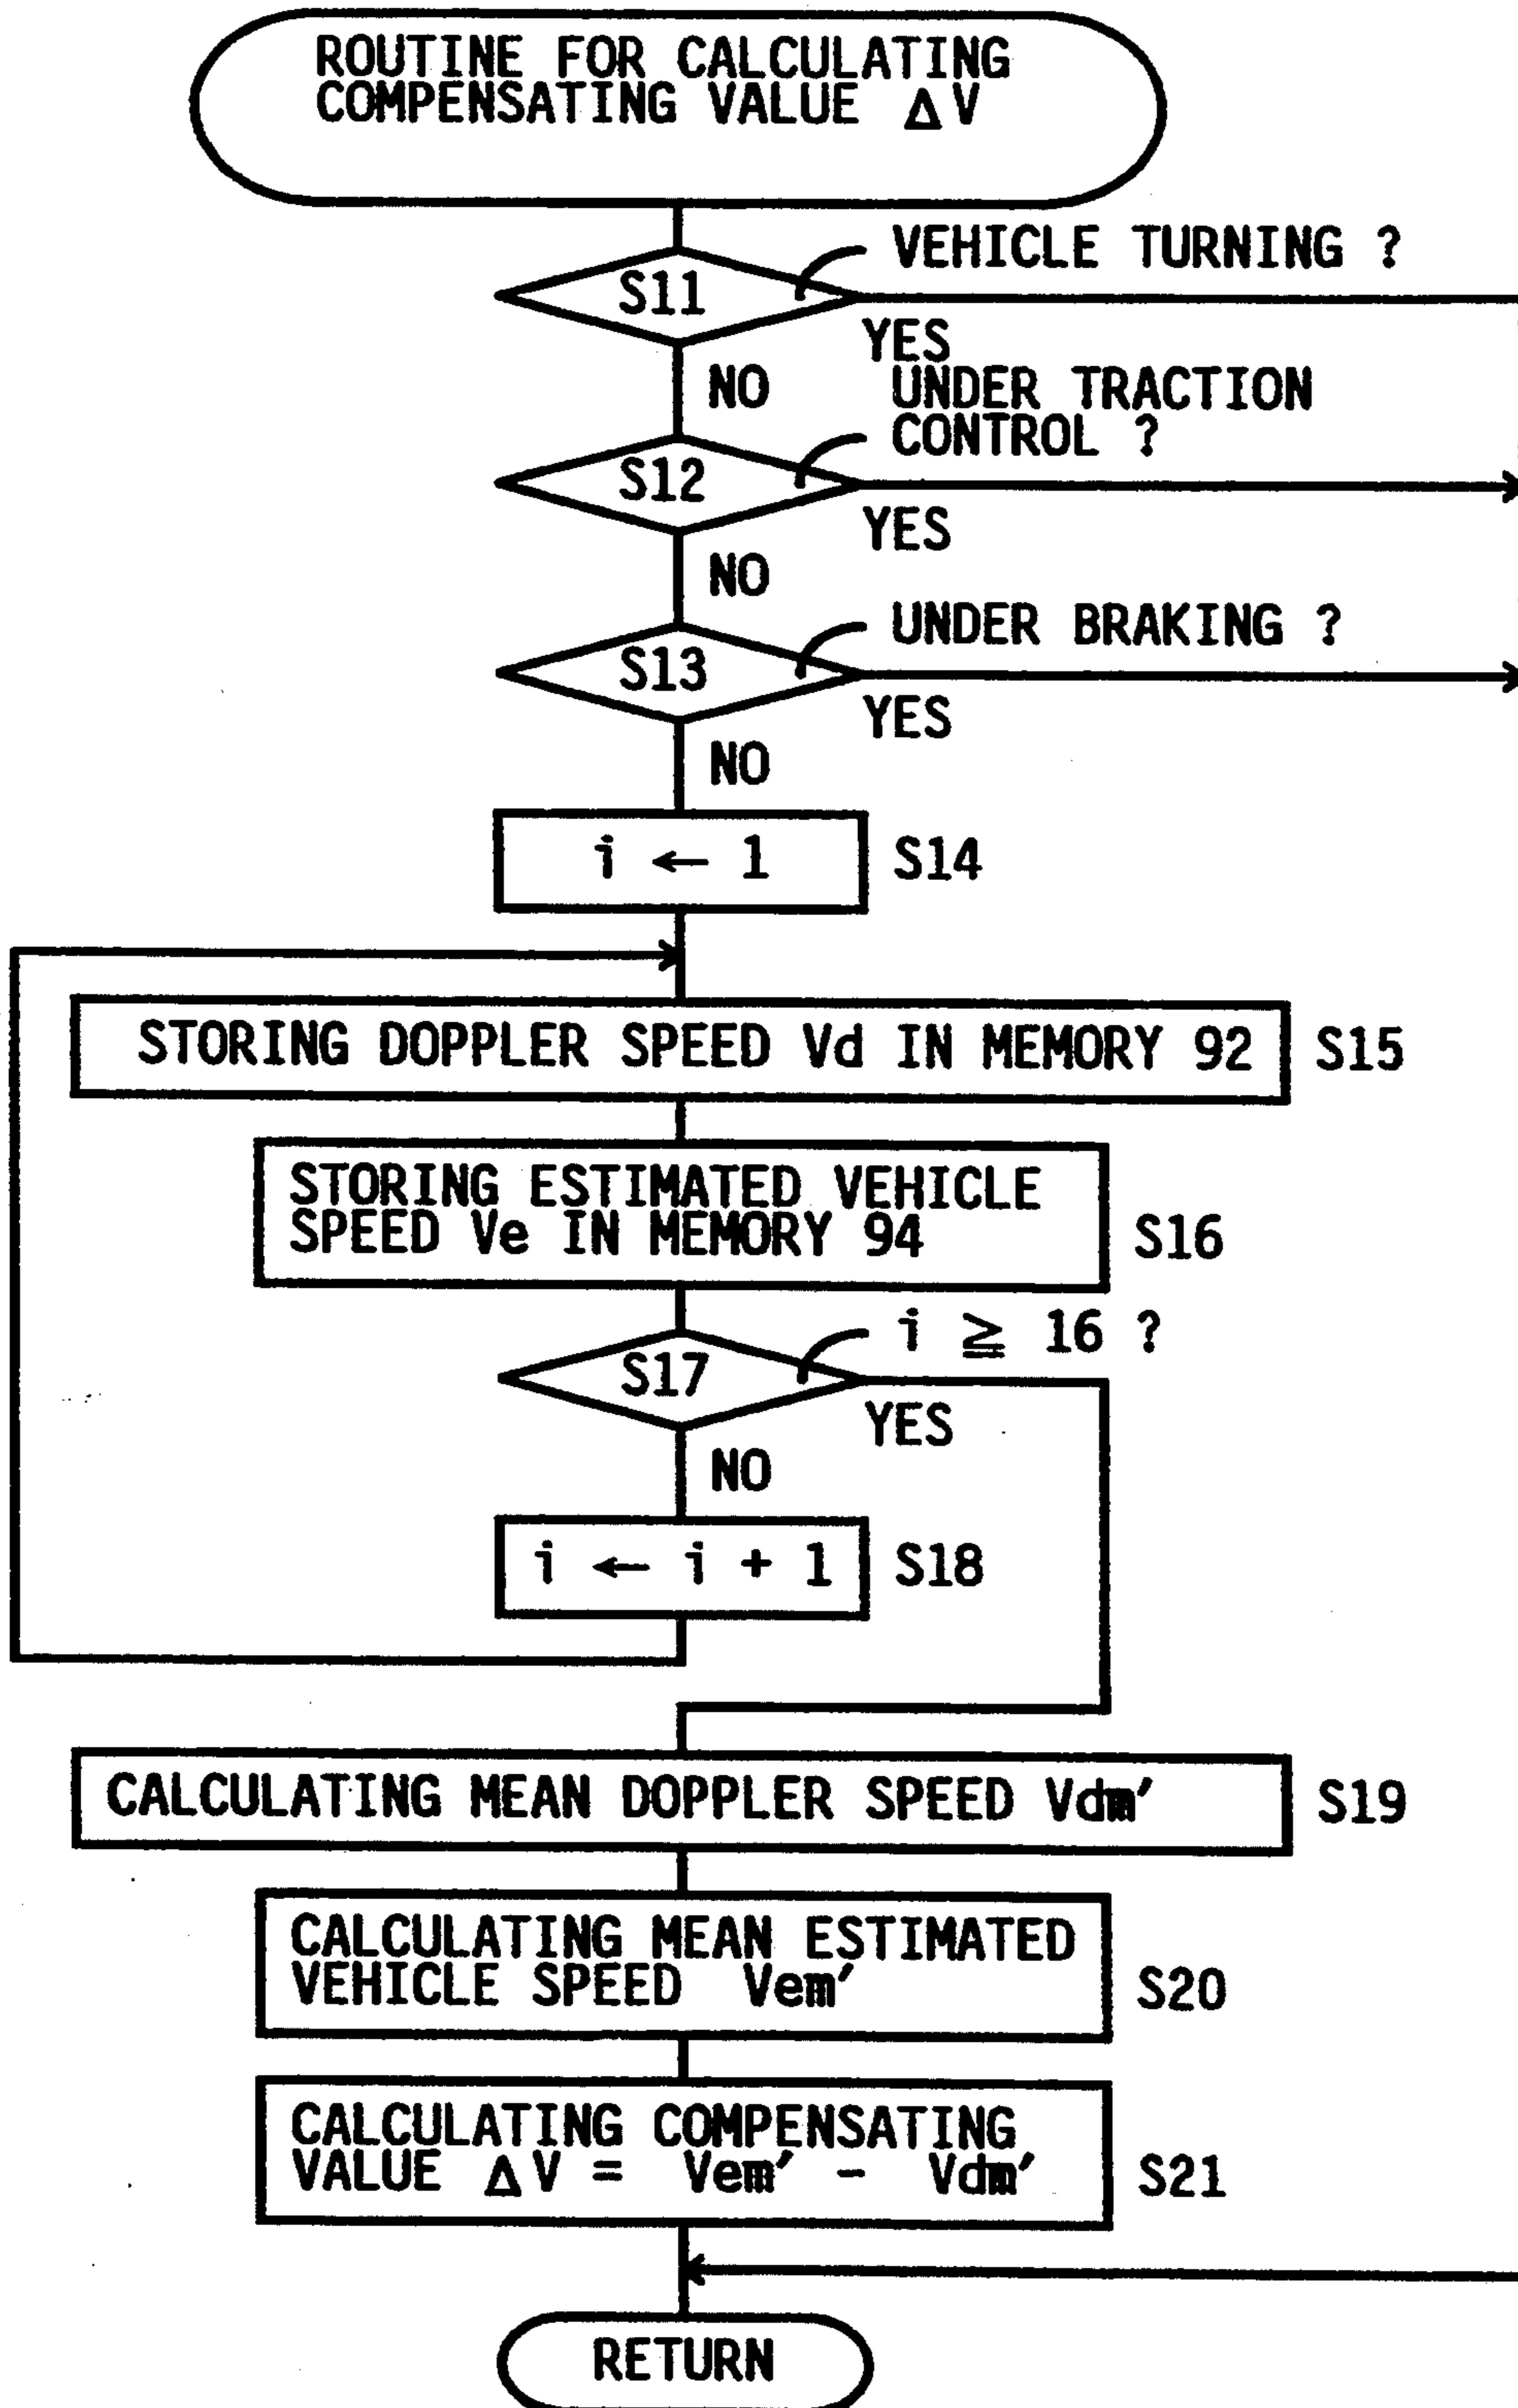 ROUTINE FOR CALCULATING
COMPENSATING VALUE ΔV
VEHICLE TURNING ?
S11
YES
NO
UNDER TRACTION
CONTROL ?
S12
YES
NO
UNDER BRAKING ?
S13
YES
NO
i ← 1
S14
STORING DOPPLER SPEED Vd IN MEMORY 92
S15
STORING ESTIMATED VEHICLE
SPEED Ve IN MEMORY 94
S16
i ≧ 16 ?
S17
YES
NO
i ← i + 1
S18
CALCULATING MEAN DOPPLER SPEED Vdm′
S19
CALCULATING MEAN ESTIMATED
VEHICLE SPEED Vem′
S20
CALCULATING COMPENSATING
VALUE ΔV = Vem′ - Vdm′
S21
RETURN